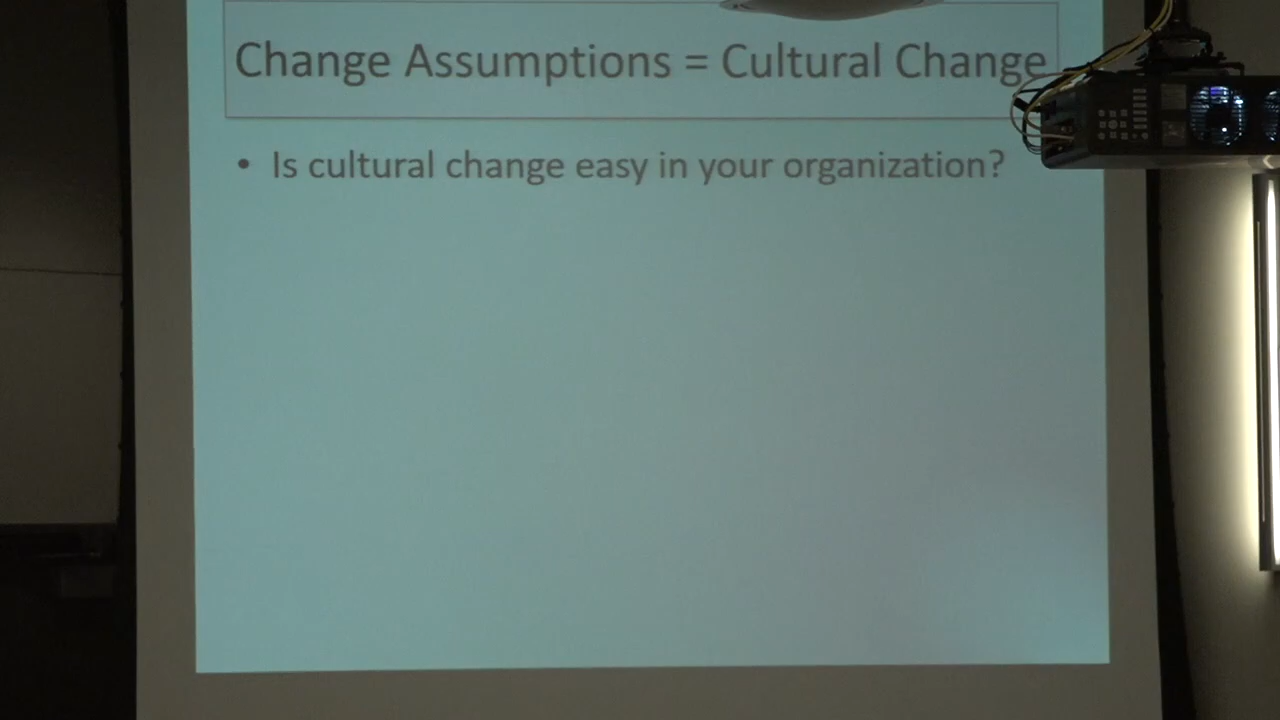 Change Assumptions = Cultural Change
• Is cultural change easy in your organization?